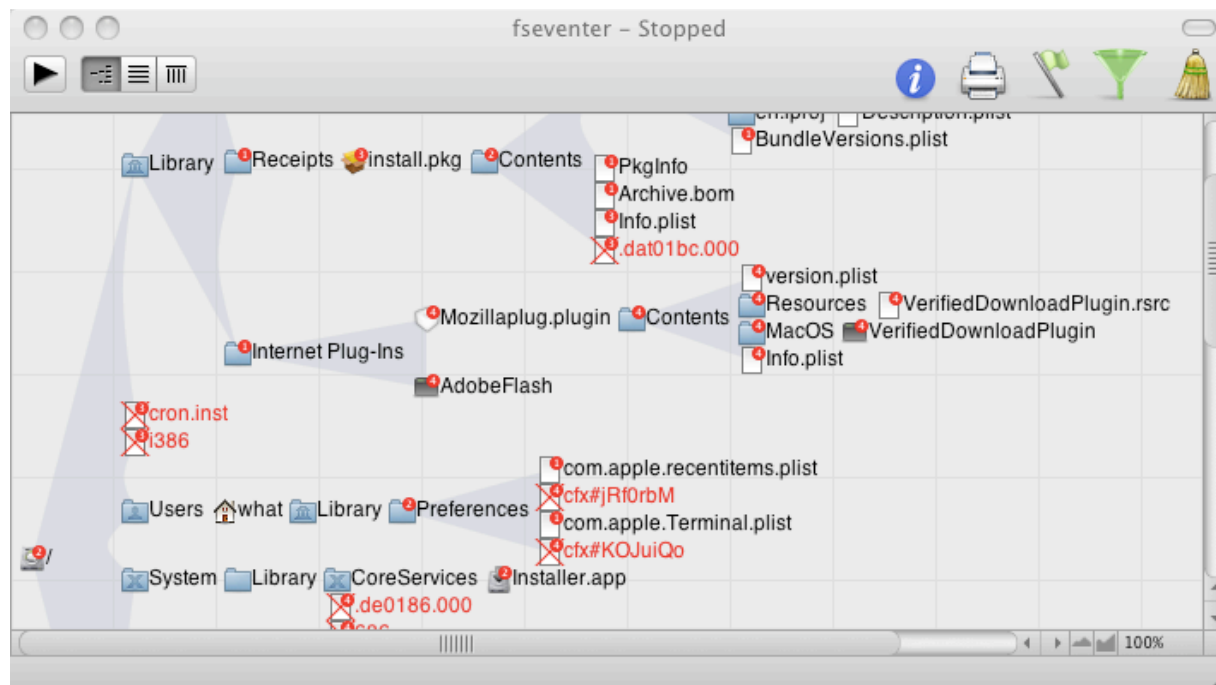 fseventer – Stopped
Description.plist
BundleVersions.plist
Library Receipts install.pkg Contents
PkgInfo
Archive.bom
Info.plist
.dat01bc.000
version.plist
Resources VerifiedDownloadPlugin.rsrc
Mozillaplug.plugin Contents
MacOS VerifiedDownloadPlugin
Internet Plug-Ins
Info.plist
AdobeFlash
cron.inst
i386
com.apple.recentitems.plist
cfx#jRf0rbM
Users what Library Preferences
com.apple.Terminal.plist
cfx#KOJuiQo
/
System Library CoreServices Installer.app
.de0186.000
100%